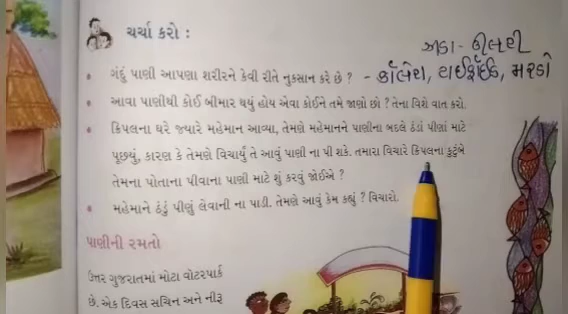 ચર્ચા કરો :
ઝાડા - ઊલટી
ગંદું પાણી આપણા શરીરને કેવી રીતે નુકસાન કરે છે ? - કૉલેરા, ટાઈફૉઈડ, મરડો
આવા પાણીથી કોઈ બીમાર થયું હોય એવા કોઈને તમે જાણો છો ? તેના વિશે વાત કરો.
કિપલના ઘરે જ્યારે મહેમાન આવ્યા, તેમણે મહેમાનને પાણીના બદલે ઠંડાં પીણાં માટે
પૂછ્યું, કારણ કે તેમણે વિચાર્યું તે આવું પાણી ના પી શકે. તમારા વિચારે કિપલના કુટુંબે
તેમના પોતાના પીવાના પાણી માટે શું કરવું જોઈએ ?
મહેમાને ઠંડું પીણું લેવાની ના પાડી. તેમણે આવું કેમ કહ્યું ? વિચારો.
પાણીની રમતો
ઉત્તર ગુજરાતમાં મોટા વોટરપાર્ક
છે. એક દિવસ સચિન અને નીરૂ